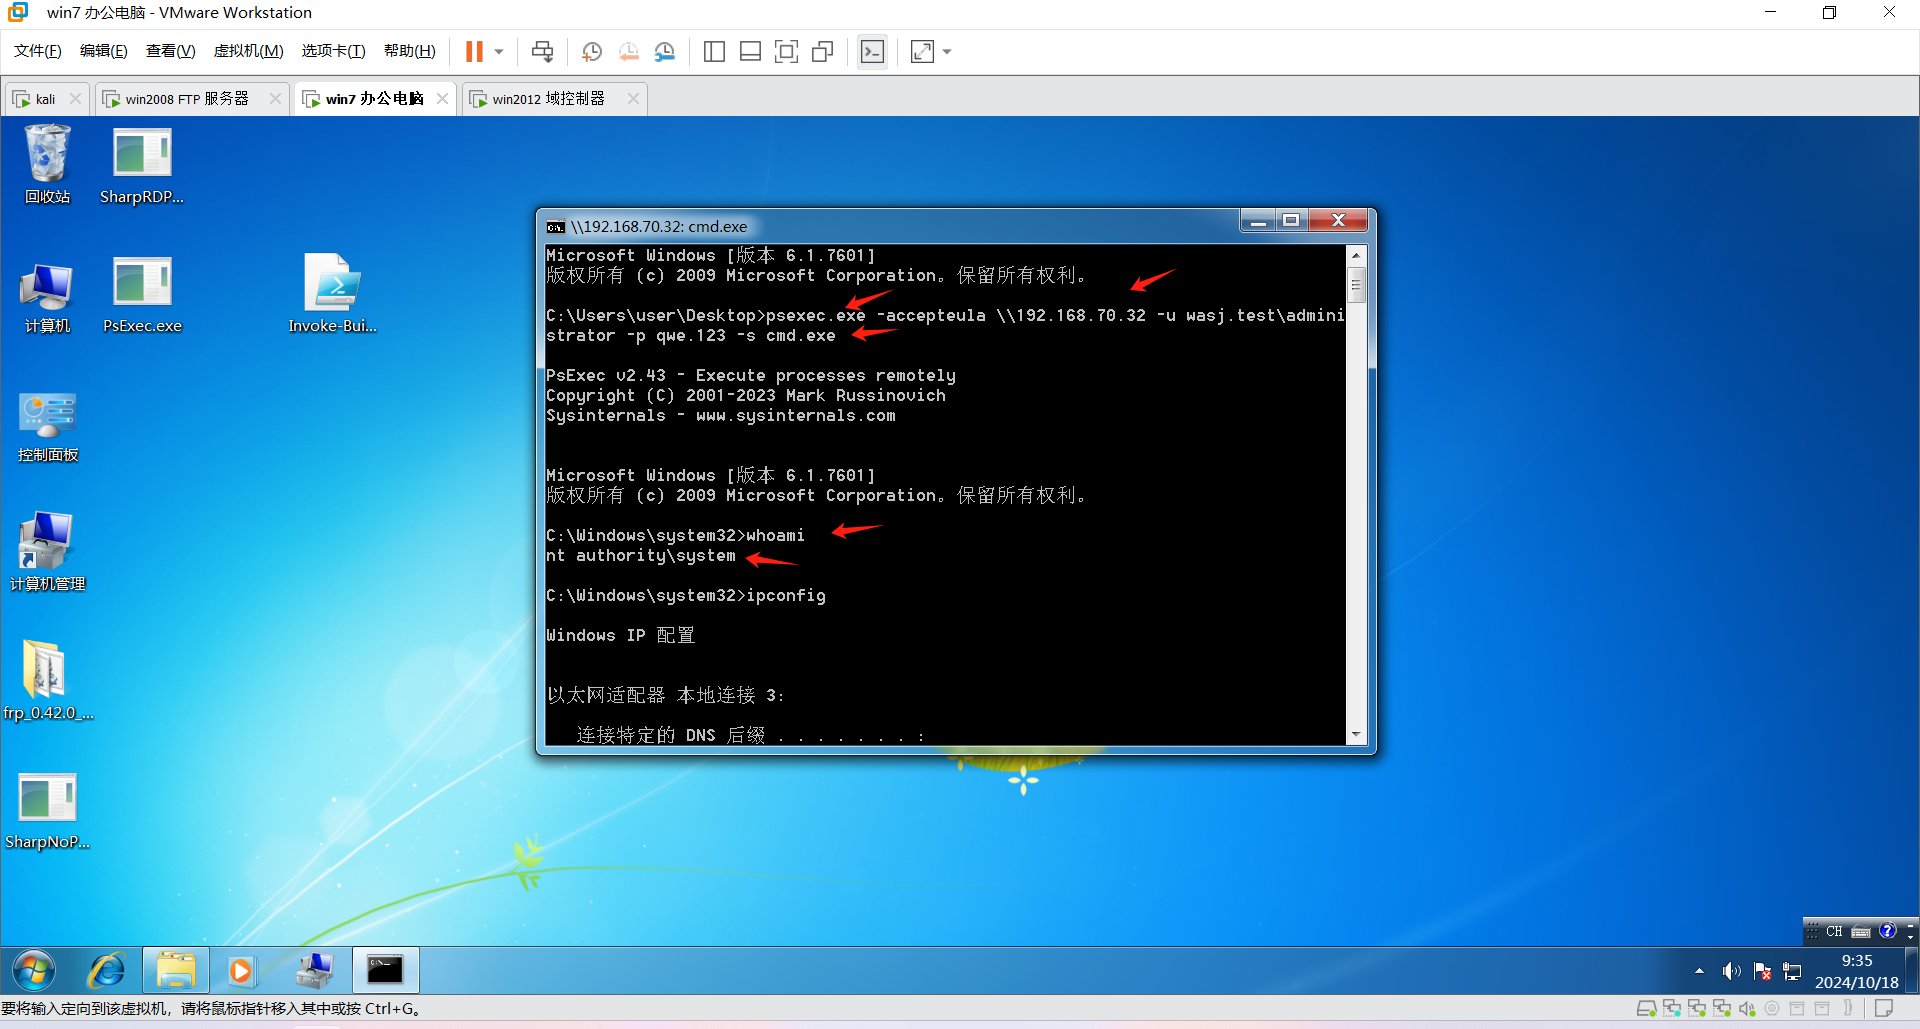 win7 办公电脑 - VMware Workstation
文件(F) 编辑(E) 查看(V) 虚拟机(M) 选项卡(T) 帮助(H)
kali win2008 FTP 服务器 win7 办公电脑 win2012 域控制器
回收站 SharpRDP...
计算机 PsExec.exe Invoke-Bui...
控制面板
计算机管理
frp_0.42.0_...
SharpNoP...
\\192.168.70.32: cmd.exe
Microsoft Windows [版本 6.1.7601]
版权所有 (c) 2009 Microsoft Corporation。保留所有权利。
C:\Users\user\Desktop>psexec.exe -accepteula \\192.168.70.32 -u wasj.test\admini
strator -p qwe.123 -s cmd.exe
PsExec v2.43 - Execute processes remotely
Copyright (C) 2001-2023 Mark Russinovich
Sysinternals - www.sysinternals.com
Microsoft Windows [版本 6.1.7601]
版权所有 (c) 2009 Microsoft Corporation。保留所有权利。
C:\Windows\system32>whoami
nt authority\system
C:\Windows\system32>ipconfig
Windows IP 配置
以太网适配器 本地连接 3:
连接特定的 DNS 后缀 . . . . . . . :
CH
9:35
2024/10/18
要将输入定向到该虚拟机，请将鼠标指针移入其中或按 Ctrl+G。